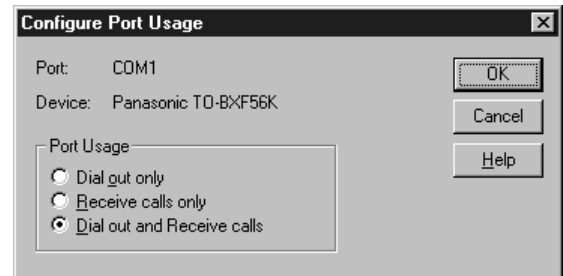 Configure Port Usage
Port: COM1
Device: Panasonic TO-BXF56K
Port Usage
Dial out only
Receive calls only
Dial out and Receive calls
OK
Cancel
Help